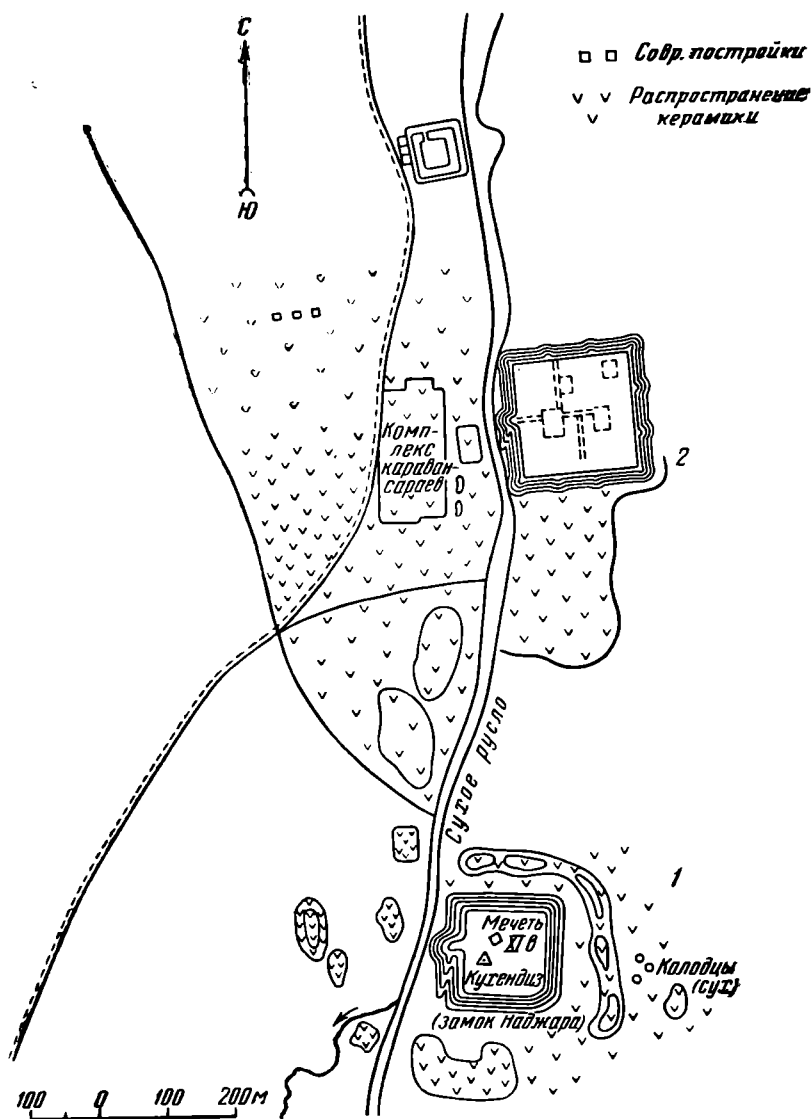 С
Ю
Совр. постройки
Распространение
керамики
Комп-
лекс
караван-
сараев
2
Сухое русло
1
Мечеть
XI в
Кухендиз
(замок Наджара)
Колодцы
(сух)
100 0 100 200 м